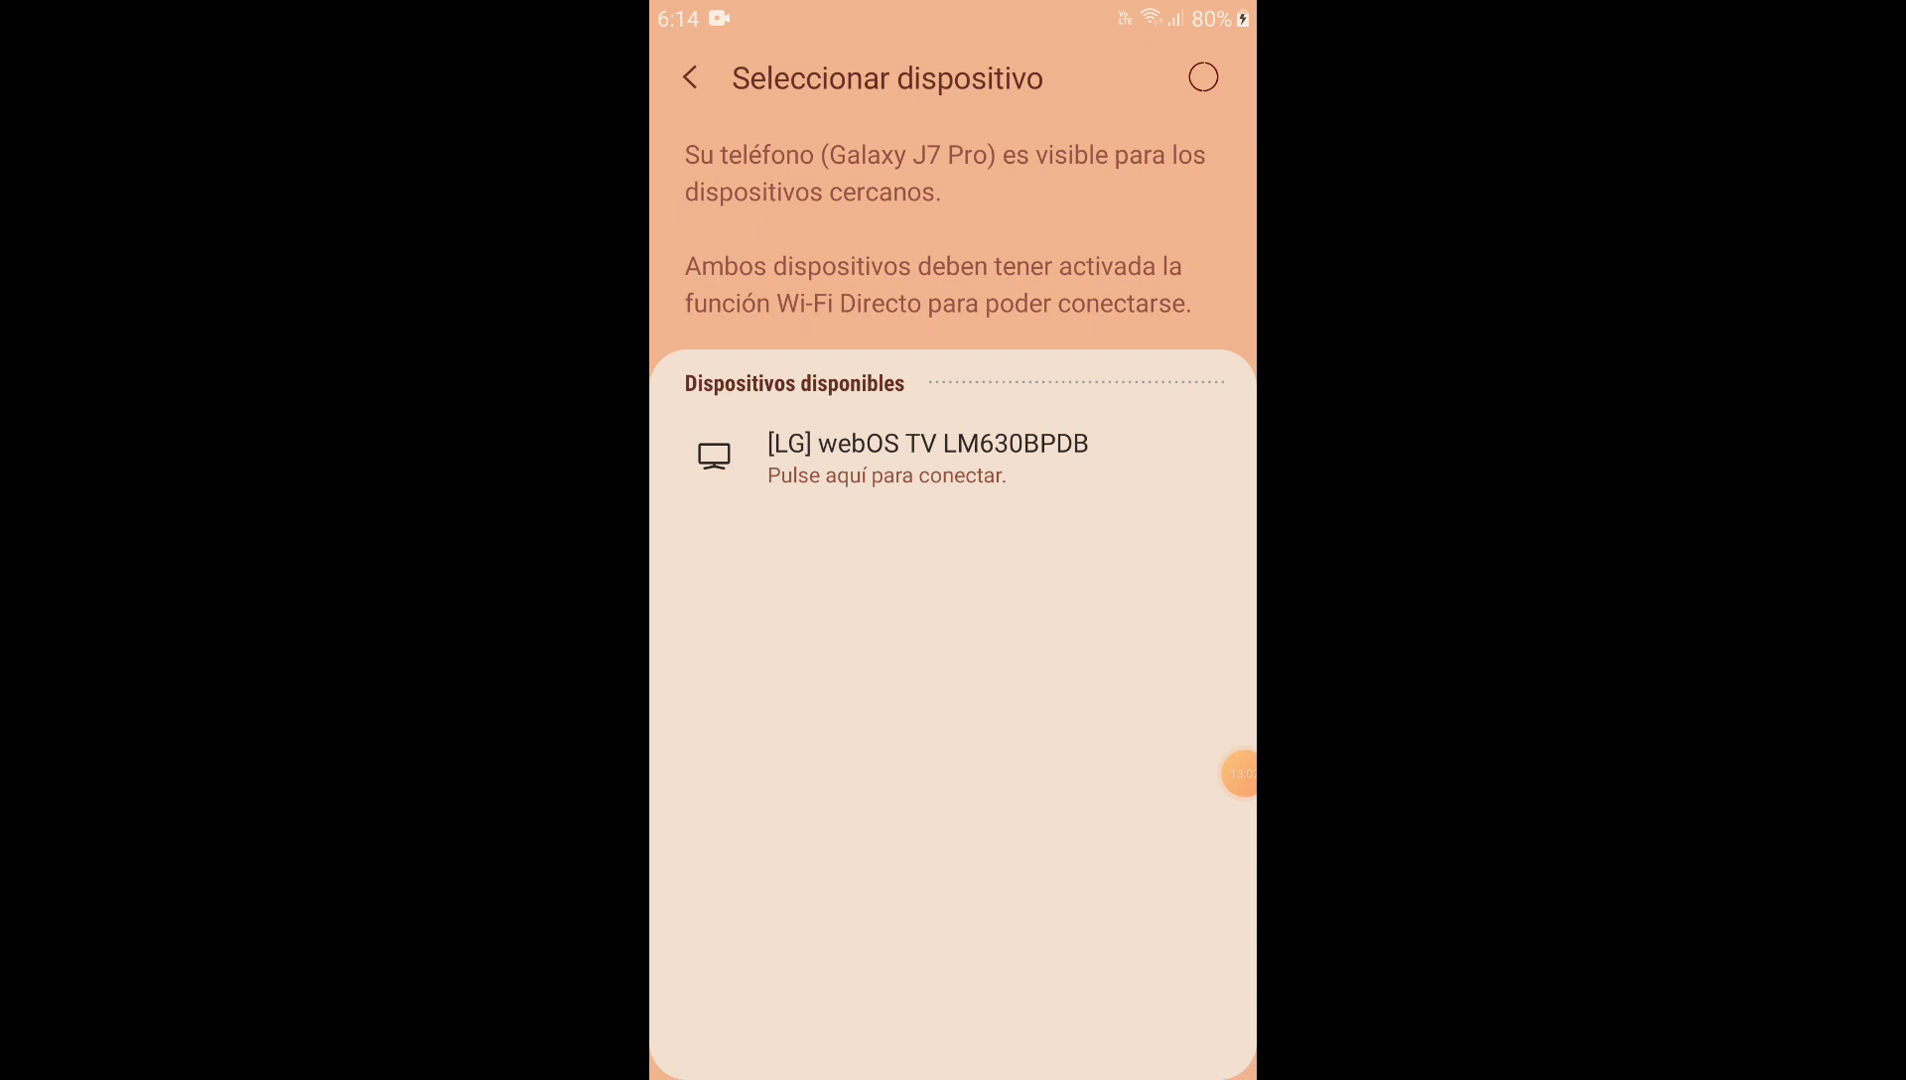 6:14
Vo LTE 80%
Seleccionar dispositivo
Su teléfono (Galaxy J7 Pro) es visible para los
dispositivos cercanos.
Ambos dispositivos deben tener activada la
función Wi-Fi Directo para poder conectarse.
Dispositivos disponibles
[LG] webOS TV LM630BPDB
Pulse aquí para conectar.